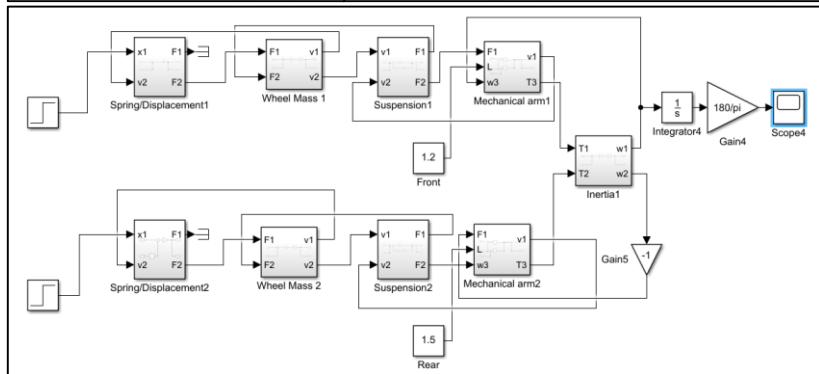 x1 F1
v2 F2
Spring/Displacement1
F1 v1
F2 v2
Wheel Mass 1
v1 F1
v2 F2
Suspension1
F1 v1
L
w3 T3
Mechanical arm1
1.2
Front
1
s
Integrator4
180/pi
Gain4
Scope4
T1 w1
T2 w2
Inertia1
x1 F1
v2 F2
Spring/Displacement2
F1 v1
F2 v2
Wheel Mass 2
v1 F1
v2 F2
Suspension2
F1 v1
L
w3 T3
Mechanical arm2
Gain5
-1
1.5
Rear